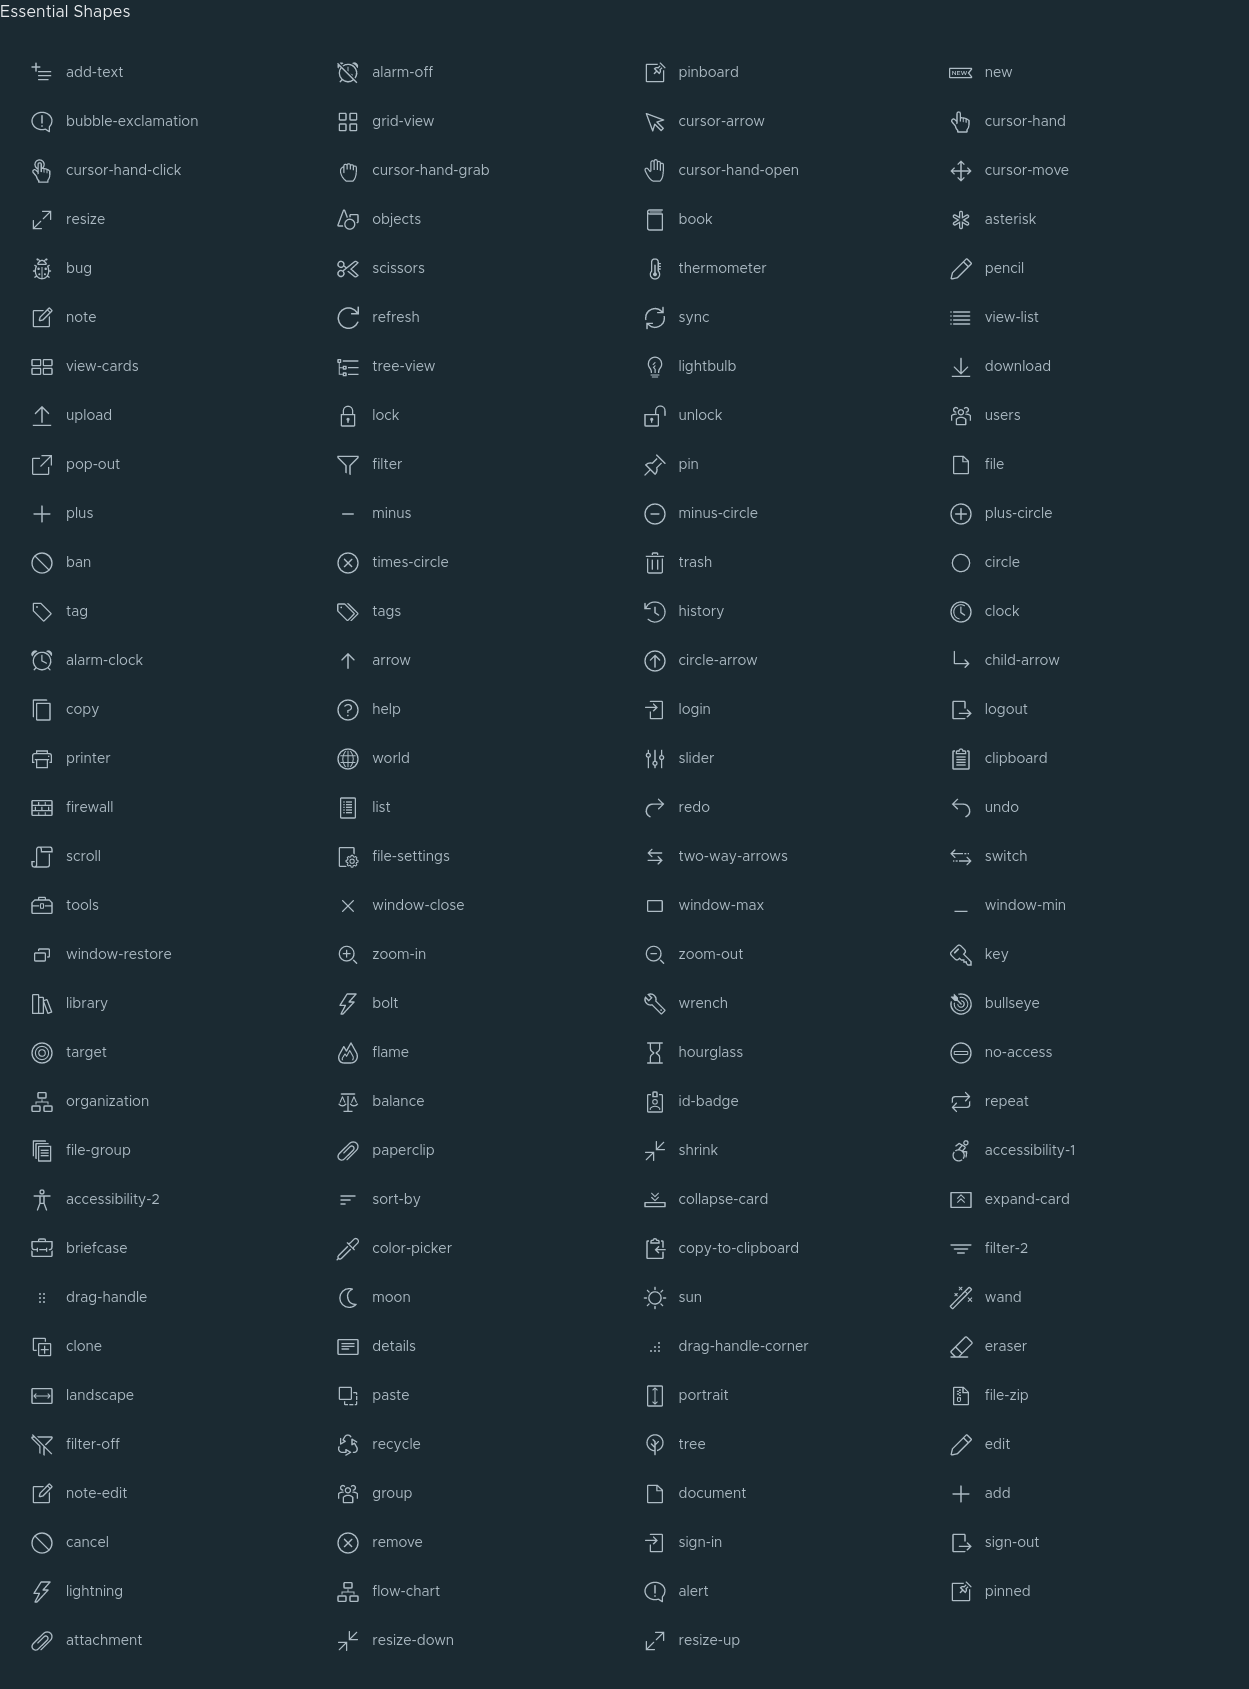 Essential Shapes
add-text
alarm-off
pinboard
NEW
new
bubble-exclamation
grid-view
cursor-arrow
cursor-hand
cursor-hand-click
cursor-hand-grab
cursor-hand-open
cursor-move
resize
objects
book
asterisk
bug
scissors
thermometer
pencil
note
refresh
sync
view-list
view-cards
tree-view
lightbulb
download
upload
lock
unlock
users
pop-out
filter
pin
file
plus
minus
minus-circle
plus-circle
ban
times-circle
trash
circle
tag
tags
history
clock
alarm-clock
arrow
circle-arrow
child-arrow
copy
help
login
logout
printer
world
slider
clipboard
firewall
list
redo
undo
scroll
file-settings
two-way-arrows
switch
tools
window-close
window-max
window-min
window-restore
zoom-in
zoom-out
key
library
bolt
wrench
bullseye
target
flame
hourglass
no-access
organization
balance
id-badge
repeat
file-group
paperclip
shrink
accessibility-1
accessibility-2
sort-by
collapse-card
expand-card
briefcase
color-picker
copy-to-clipboard
filter-2
drag-handle
moon
sun
wand
clone
details
drag-handle-corner
eraser
landscape
paste
portrait
file-zip
filter-off
recycle
tree
edit
note-edit
group
document
add
cancel
remove
sign-in
sign-out
lightning
flow-chart
alert
pinned
attachment
resize-down
resize-up